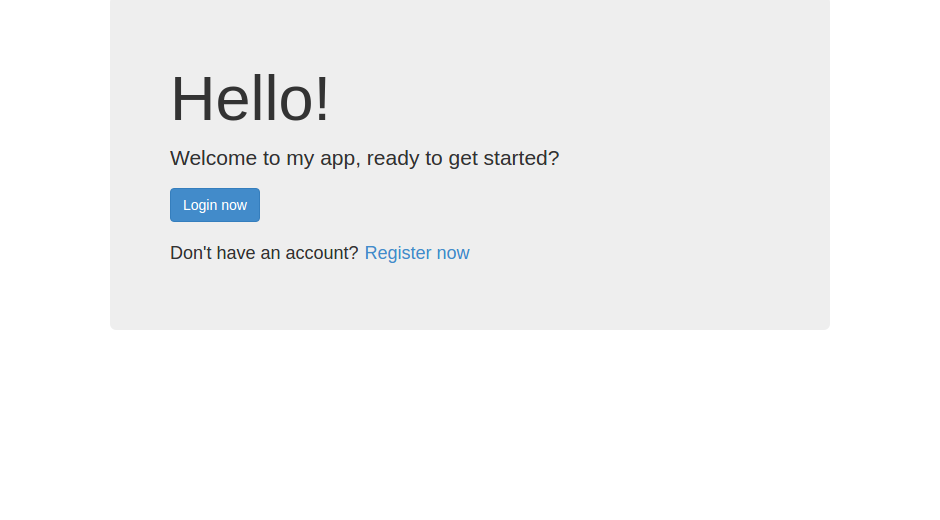 Hello!
Welcome to my app, ready to get started?
Login now
Don't have an account? Register now